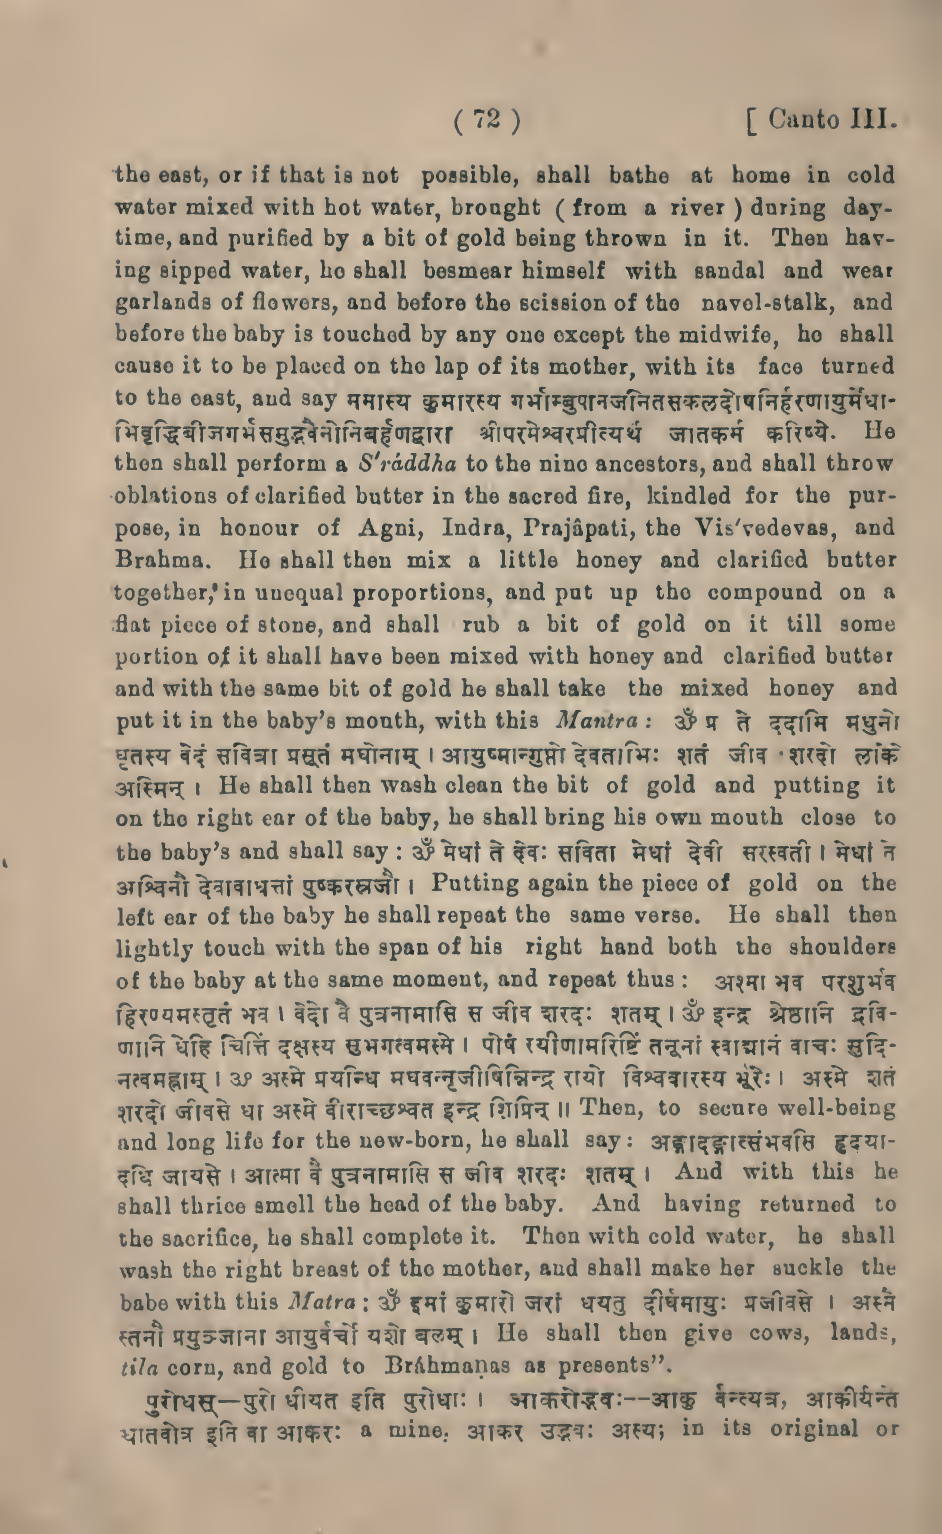 ( 72 ) [ Canto III.
the east, or if that is not possible, shall bathe at home in cold
water mixed with hot water, brought ( from a river ) during day-
time, and purified by a bit of gold being thrown in it. Then hav-
ing sipped water, he shall besmear himself with sandal and wear
garlands of flowers, and before the scission of the navel-stalk, and
before the baby is touched by any one except the midwife, he shall
cause it to be placed on the lap of its mother, with its face turned
to the east, and say ममास्य कुमारस्य गर्भाम्बुपानजनितसकलदोषनिर्हरणायुर्मेधा-
भिवृद्धिबीजगर्भसमुद्भवैनोनिबर्हणद्वारा श्रीपरमेश्वरप्रीत्यर्थं जातकर्म करिष्ये. He
then shall perform a S'râddha to the nine ancestors, and shall throw
oblations of clarified butter in the sacred fire, kindled for the pur-
pose, in honour of Agni, Indra, Prajâpati, the Vis'vedevas, and
Brahma. He shall then mix a little honey and clarified butter
together, in unequal proportions, and put up the compound on a
flat piece of stone, and shall rub a bit of gold on it till some
portion of it shall have been mixed with honey and clarified butter
and with the same bit of gold he shall take the mixed honey and
put it in the baby's mouth, with this Mantra : ॐ प्र ते ददामि मधुनो
घृतस्य वेदं सवित्रा प्रसूतं मघोनाम् । आयुष्मान्गुप्तो देवताभिः शतं जीव शरदो लोके
अस्मिन् । He shall then wash clean the bit of gold and putting it
on the right ear of the baby, he shall bring his own mouth close to
the baby's and shall say : ॐ मेधां ते देवः सविता मेधां देवी सरस्वती । मेधां ते
अश्विनौ देवावाधत्तां पुष्करस्रजौ । Putting again the piece of gold on the
left ear of the baby he shall repeat the same verse. He shall then
lightly touch with the span of his right hand both the shoulders
of the baby at the same moment, and repeat thus : अश्मा भव परशुर्भव
हिरण्यमस्तृतं भव । वेदो वै पुत्रनामासि स जीव शरदः शतम् । ॐ इन्द्र श्रेष्ठानि द्रवि-
णानि धेहि चित्तिं दक्षस्य सुभगत्वमस्मे । पोषं रयीणामरिष्टिं तनूनां स्वाद्मानं वाचः सुदि-
नत्वमह्नाम् । ॐ अस्मे प्रयन्धि मघवन्नृजीषिन्निन्द्र रायो विश्ववारस्य भूरेः । अस्मे शतं
शरदो जीवसे धा अस्मे वीराच्छश्वत इन्द्र शिप्रिन् ॥ Then, to secure well-being
and long life for the new-born, he shall say : अङ्गादङ्गात्संभवसि हृदया-
दधि जायसे । आत्मा वै पुत्रनामासि स जीव शरदः शतम् । And with this he
shall thrice smell the head of the baby. And having returned to
the sacrifice, he shall complete it. Then with cold water, he shall
wash the right breast of the mother, and shall make her suckle the
babe with this Matra : ॐ इमां कुमारो जरां धयतु दीर्घमायुः प्रजीवसे । अस्मै
स्तनौ प्रयुञ्जाना आयुर्वर्चो यशो बलम् । He shall then give cows, lands,
tila corn, and gold to Brâhmaṇas as presents”.
पुरोधस्—पुरो धीयत इति पुरोधाः । आकरोद्भवः--आकु र्वन्त्यत्र, आकीर्यन्ते
धातवोत्र इति वा आकरः a mine. आकर उद्भवः अस्य; in its original or